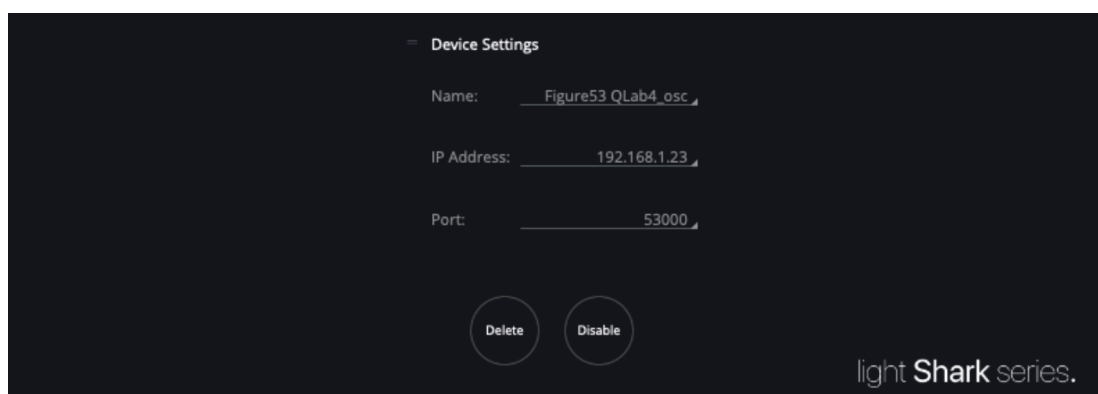 Device Settings
Name: Figure53 QLab4_osc
IP Address: 192.168.1.23
Port: 53000
Delete Disable
light Shark series.